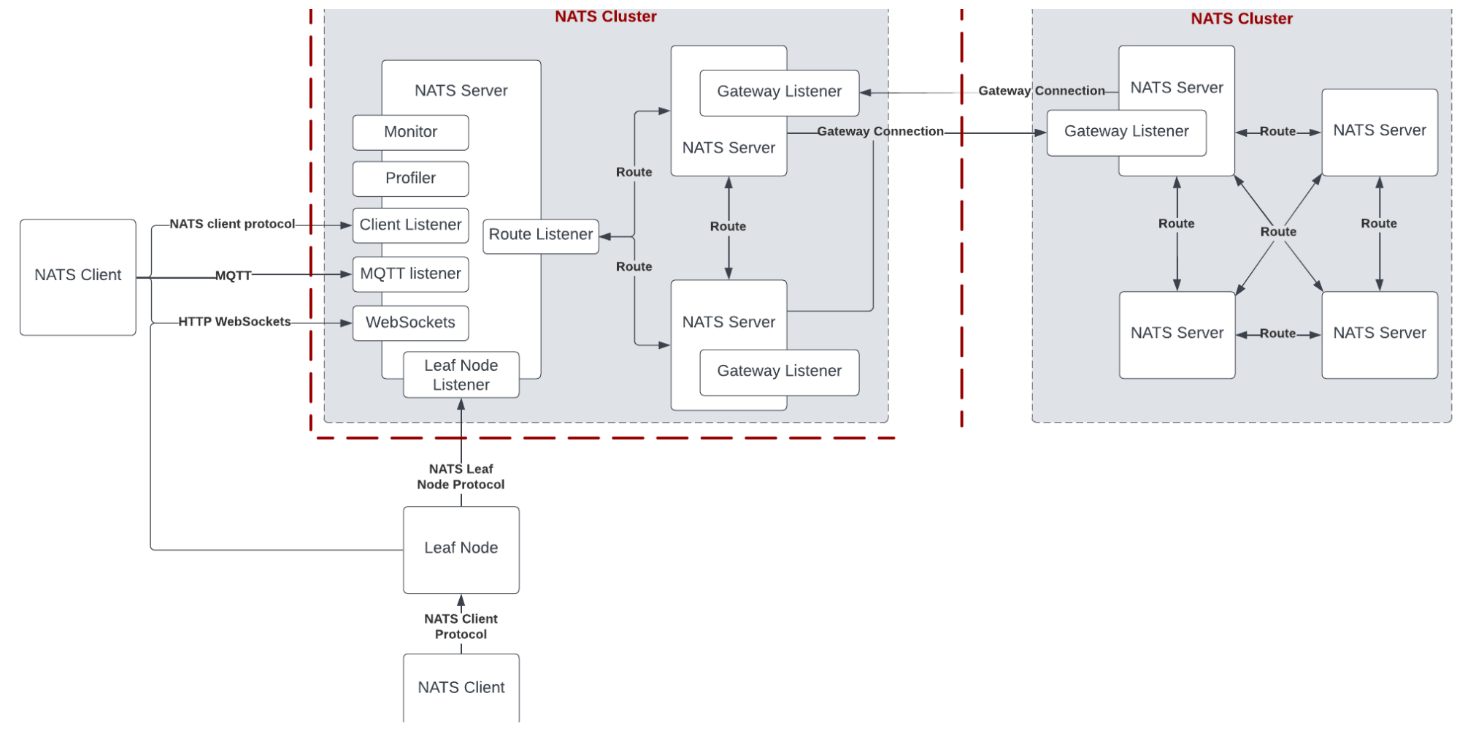 NATS Cluster
NATS Cluster
NATS Server
Monitor
Profiler
Client Listener
MQTT listener
WebSockets
Leaf Node
Listener
Route Listener
NATS Client
NATS client protocol
MQTT
HTTP WebSockets
Route
Route
Gateway Listener
NATS Server
Route
NATS Server
Gateway Listener
Gateway Connection
Gateway Connection
NATS Server
Gateway Listener
Route
NATS Server
Route
Route
Route
NATS Server
Route
NATS Server
NATS Leaf
Node Protocol
Leaf Node
NATS Client
Protocol
NATS Client